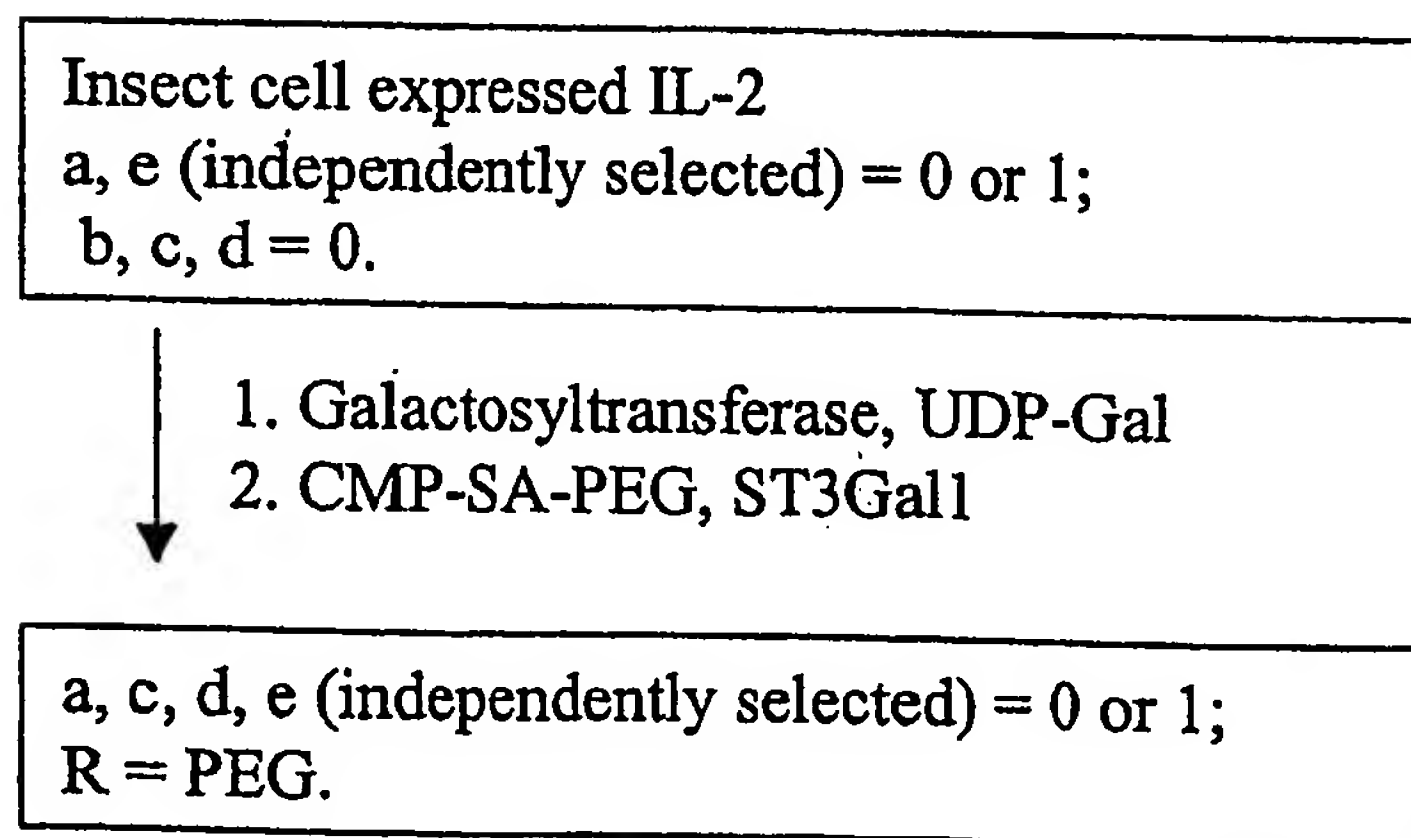 Insect cell expressed IL-2
a, e (independently selected) = 0 or 1;
b, c, d = 0.
1. Galactosyltransferase, UDP-Gal
2. CMP-SA-PEG, ST3Gal1
a, c, d, e (independently selected) = 0 or 1;
R = PEG.